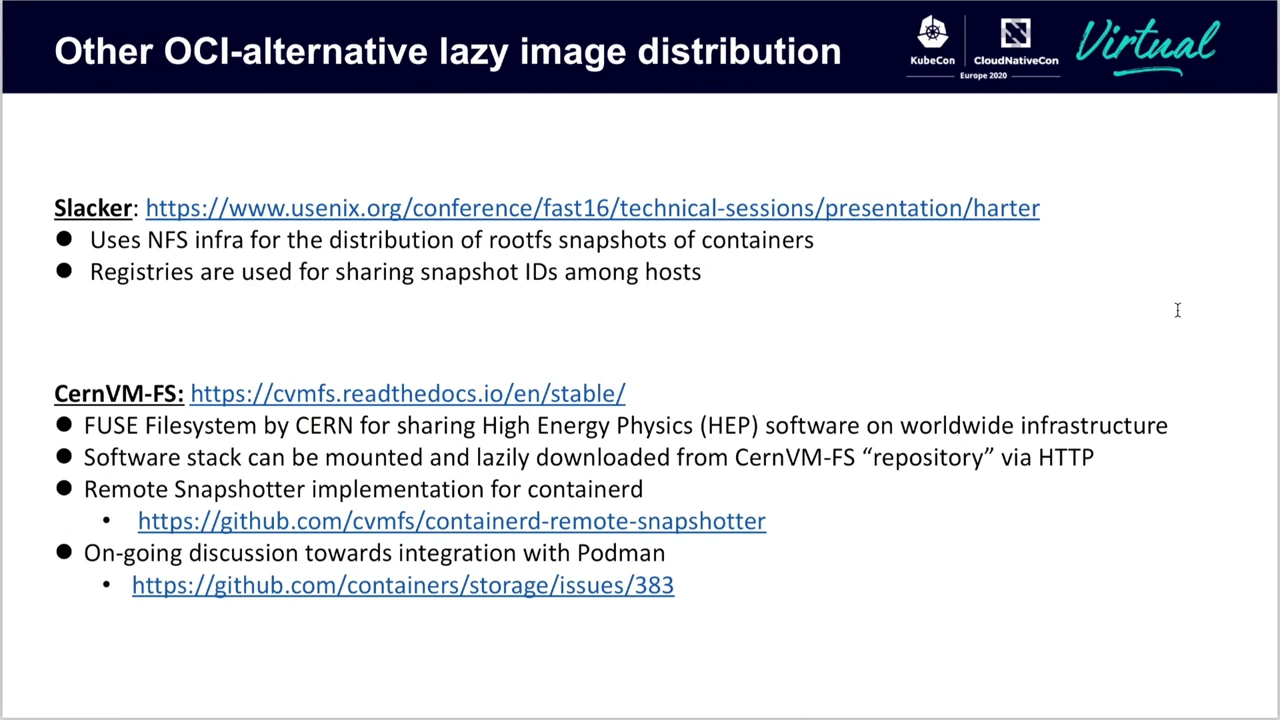 Other OCI-alternative lazy image distribution
KubeCon
CloudNativeCon
Europe 2020
Virtual
Slacker: https://www.usenix.org/conference/fast16/technical-sessions/presentation/harter
● Uses NFS infra for the distribution of rootfs snapshots of containers
● Registries are used for sharing snapshot IDs among hosts
CernVM-FS: https://cvmfs.readthedocs.io/en/stable/
● FUSE Filesystem by CERN for sharing High Energy Physics (HEP) software on worldwide infrastructure
● Software stack can be mounted and lazily downloaded from CernVM-FS “repository” via HTTP
● Remote Snapshotter implementation for containerd
• https://github.com/cvmfs/containerd-remote-snapshotter
● On-going discussion towards integration with Podman
• https://github.com/containers/storage/issues/383